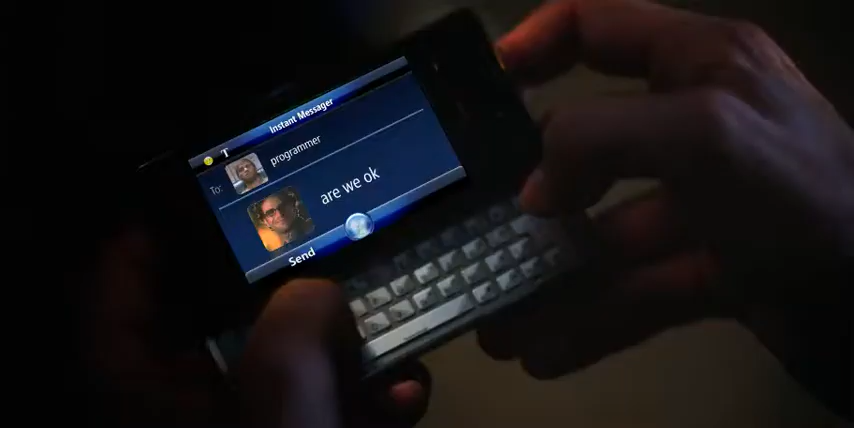 Instant Messager
T
To: programmer
are we ok
Send